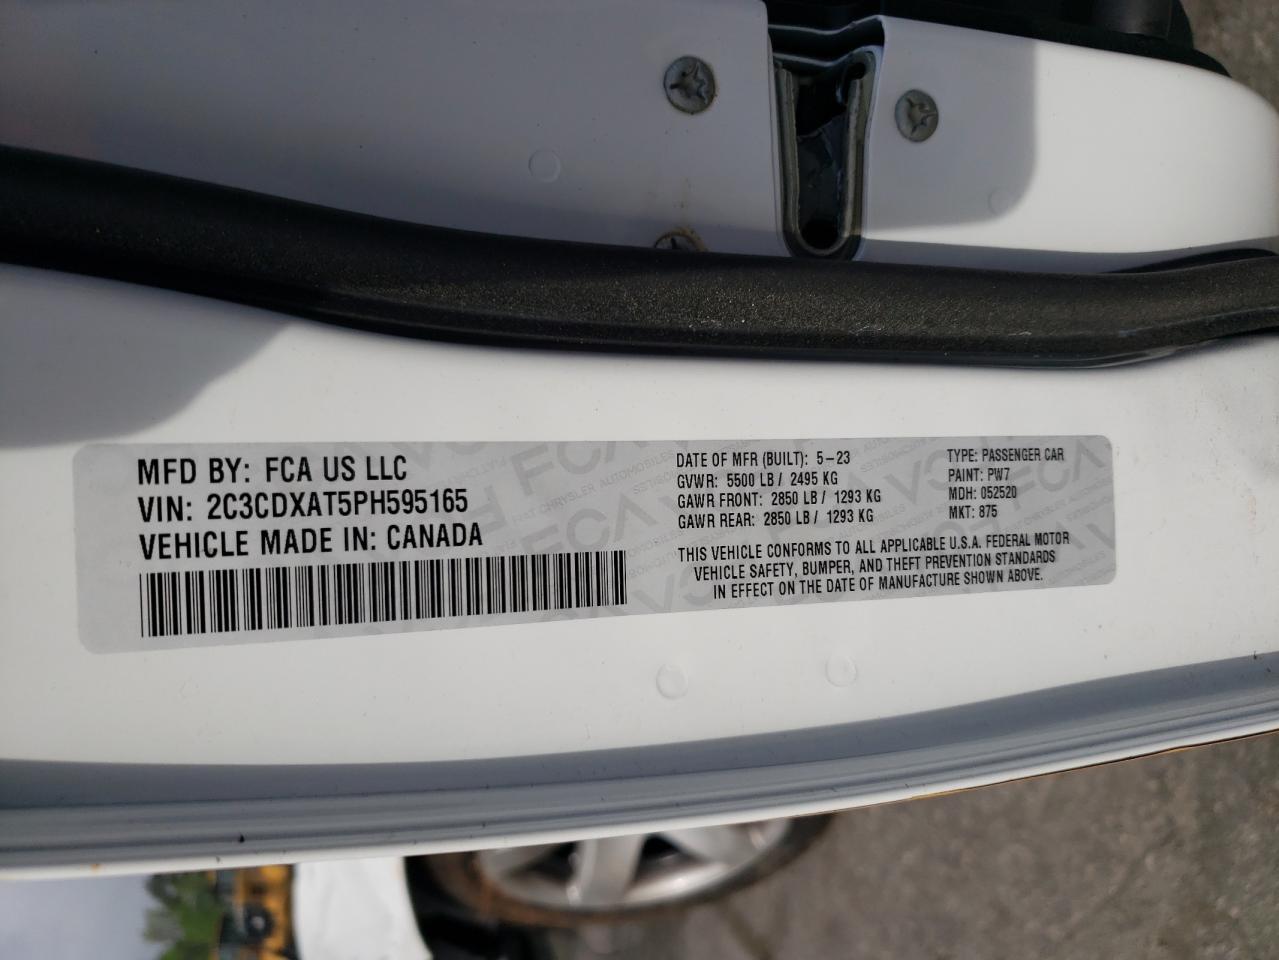 MFD BY: FCA US LLC
VIN: 2C3CDXAT5PH595165
VEHICLE MADE IN: CANADA
DATE OF MFR (BUILT): 5-23
GVWR: 5500 LB / 2495 KG
GAWR FRONT: 2850 LB / 1293 KG
GAWR REAR: 2850 LB / 1293 KG
TYPE: PASSENGER CAR
PAINT: PW7
MDH: 052520
MKT: 875
THIS VEHICLE CONFORMS TO ALL APPLICABLE U.S.A. FEDERAL MOTOR
VEHICLE SAFETY, BUMPER, AND THEFT PREVENTION STANDARDS
IN EFFECT ON THE DATE OF MANUFACTURE SHOWN ABOVE.